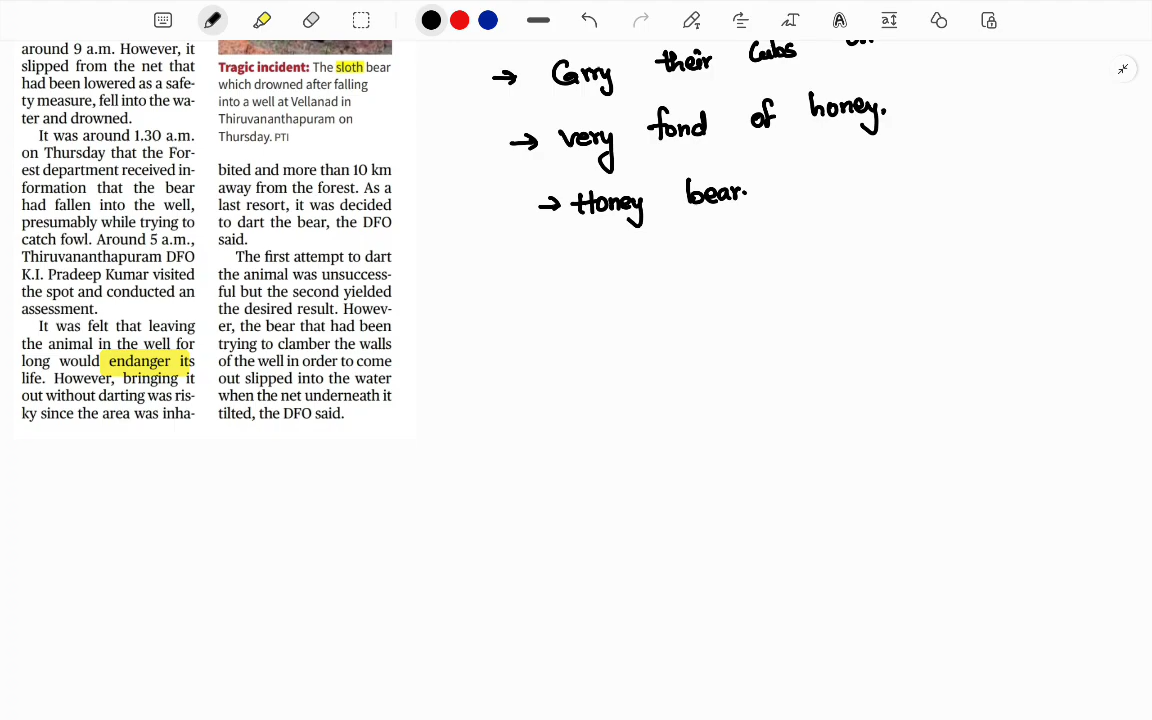 around 9 a.m. However, it
slipped from the net that
had been lowered as a safe-
ty measure, fell into the wa-
ter and drowned.
It was around 1.30 a.m.
on Thursday that the For-
est department received in-
formation that the bear
had fallen into the well,
presumably while trying to
catch fowl. Around 5 a.m.,
Thiruvananthapuram DFO
K.I. Pradeep Kumar visited
the spot and conducted an
assessment.
It was felt that leaving
the animal in the well for
long would endanger its
life. However, bringing it
out without darting was ris-
ky since the area was inha-
Tragic incident: The sloth bear
which drowned after falling
into a well at Vellanad in
Thiruvananthapuram on
Thursday. PTI
bited and more than 10 km
away from the forest. As a
last resort, it was decided
to dart the bear, the DFO
said.
The first attempt to dart
the animal was unsuccess-
ful but the second yielded
the desired result. Howev-
er, the bear that had been
trying to clamber the walls
of the well in order to come
out slipped into the water
when the net underneath it
tilted, the DFO said.
→ Carry their cubs
→ very fond of honey.
→ Honey bear.